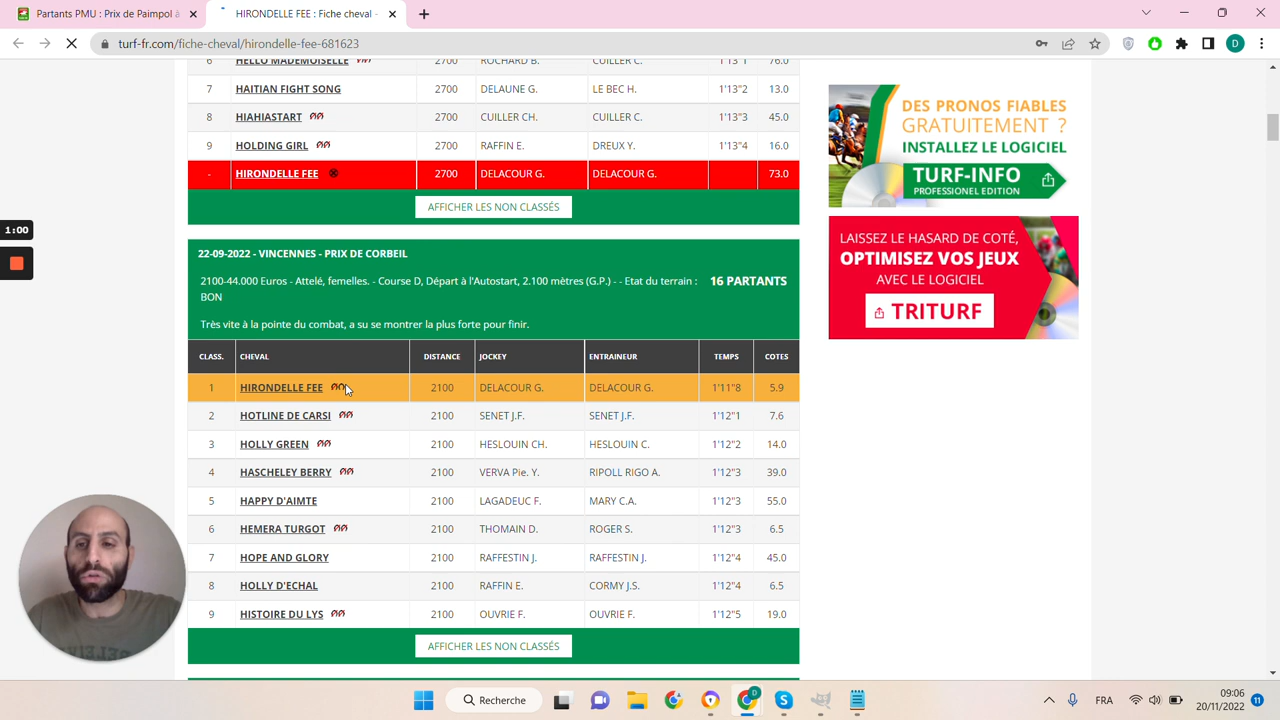 Partants PMU : Prix de Paimpol à
HIRONDELLE FEE : Fiche cheval -
turf-fr.com/fiche-cheval/hirondelle-fee-681623
D
6 HELLO MADEMOISELLE 2700 ROCHARD B. CUILLER C. 1'13"1 76.0
7 HAITIAN FIGHT SONG 2700 DELAUNE G. LE BEC H. 1'13"2 13.0
8 HIAHIASTART 2700 CUILLER CH. CUILLER C. 1'13"3 45.0
9 HOLDING GIRL 2700 RAFFIN E. DREUX Y. 1'13"4 16.0
- HIRONDELLE FEE 2700 DELACOUR G. DELACOUR G. 73.0
AFFICHER LES NON CLASSÉS
22-09-2022 - VINCENNES - PRIX DE CORBEIL
2100-44.000 Euros - Attelé, femelles. - Course D, Départ à l'Autostart, 2.100 mètres (G.P.) - - Etat du terrain :
BON
16 PARTANTS
Très vite à la pointe du combat, a su se montrer la plus forte pour finir.
CLASS. CHEVAL DISTANCE JOCKEY ENTRAINEUR TEMPS COTES
1 HIRONDELLE FEE 2100 DELACOUR G. DELACOUR G. 1'11"8 5.9
2 HOTLINE DE CARSI 2100 SENET J.F. SENET J.F. 1'12"1 7.6
3 HOLLY GREEN 2100 HESLOUIN CH. HESLOUIN C. 1'12"2 14.0
4 HASCHELEY BERRY 2100 VERVA Pie. Y. RIPOLL RIGO A. 1'12"3 39.0
5 HAPPY D'AIMTE 2100 LAGADEUC F. MARY C.A. 1'12"3 55.0
6 HEMERA TURGOT 2100 THOMAIN D. ROGER S. 1'12"3 6.5
7 HOPE AND GLORY 2100 RAFFESTIN J. RAFFESTIN J. 1'12"4 45.0
8 HOLLY D'ECHAL 2100 RAFFIN E. CORMY J.S. 1'12"4 6.5
9 HISTOIRE DU LYS 2100 OUVRIE F. OUVRIE F. 1'12"5 19.0
AFFICHER LES NON CLASSÉS
DES PRONOS FIABLES
GRATUITEMENT ?
INSTALLEZ LE LOGICIEL
TURF-INFO
PROFESSIONEL EDITION
LAISSEZ LE HASARD DE COTÉ,
OPTIMISEZ VOS JEUX
AVEC LE LOGICIEL
TRITURF
1:00
Recherche
D
FRA
09:06
20/11/2022
11